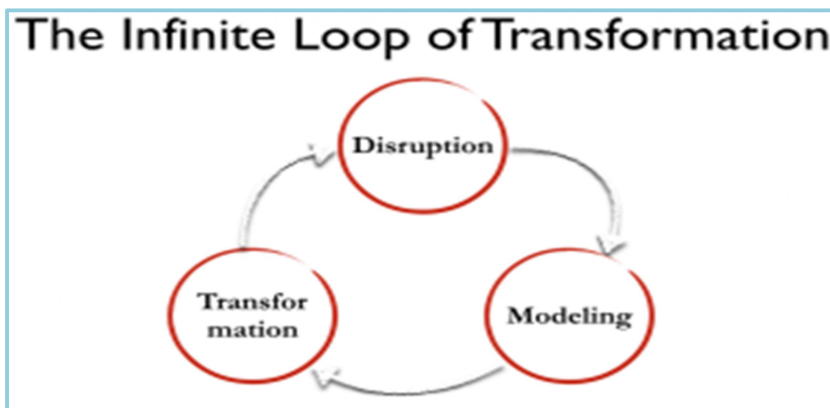 The Infinite Loop of Transformation
Disruption
Transfor
mation
Modeling